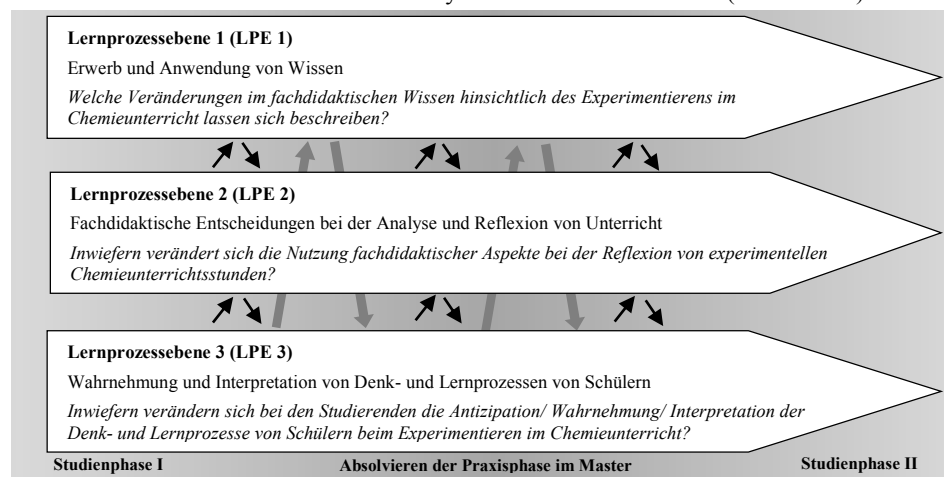 Lernprozessebene 1 (LPE 1)
Erwerb und Anwendung von Wissen
Welche Veränderungen im fachdidaktischen Wissen hinsichtlich des Experimentierens im
Chemieunterricht lassen sich beschreiben?
Lernprozessebene 2 (LPE 2)
Fachdidaktische Entscheidungen bei der Analyse und Reflexion von Unterricht
Inwiefern verändert sich die Nutzung fachdidaktischer Aspekte bei der Reflexion von experimentellen
Chemieunterrichtsstunden?
Lernprozessebene 3 (LPE 3)
Wahrnehmung und Interpretation von Denk- und Lernprozessen von Schülern
Inwiefern verändern sich bei den Studierenden die Antizipation/ Wahrnehmung/ Interpretation der
Denk- und Lernprozesse von Schülern beim Experimentieren im Chemieunterricht?
Studienphase I Absolvieren der Praxisphase im Master Studienphase II